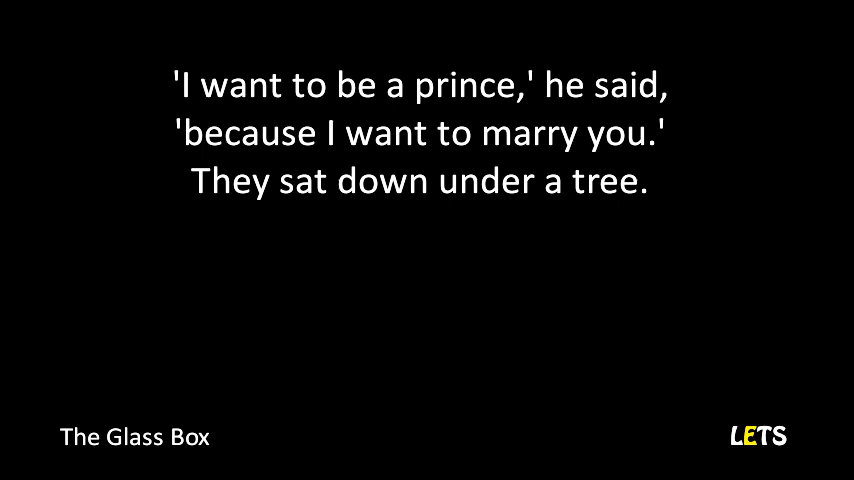 'I want to be a prince,' he said,
'because I want to marry you.'
They sat down under a tree.
The Glass Box
LETS